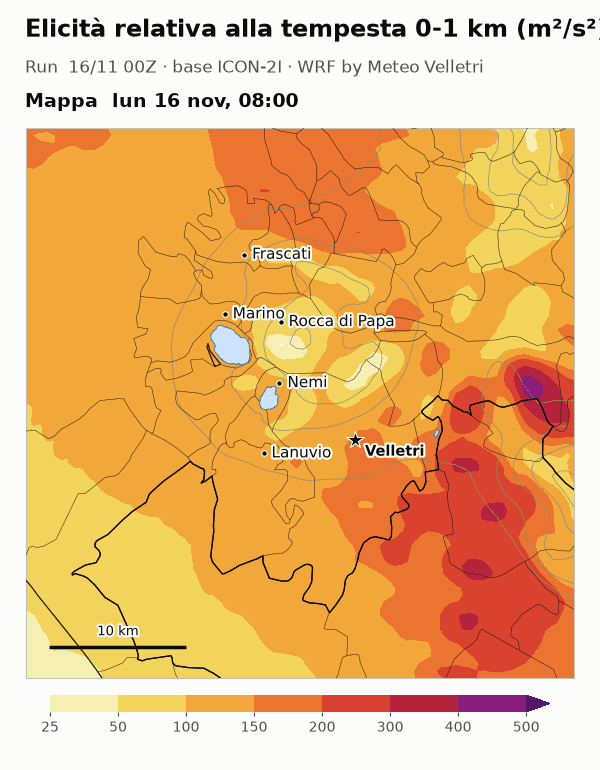 Elicità relativa alla tempesta 0-1 km (m²/s²)
Run 16/11 00Z · base ICON-2I · WRF by Meteo Velletri
Mappa lun 16 nov, 08:00
Frascati
Marino
Rocca di Papa
Nemi
Velletri
Lanuvio
10 km
25 50 100 150 200 300 400 500